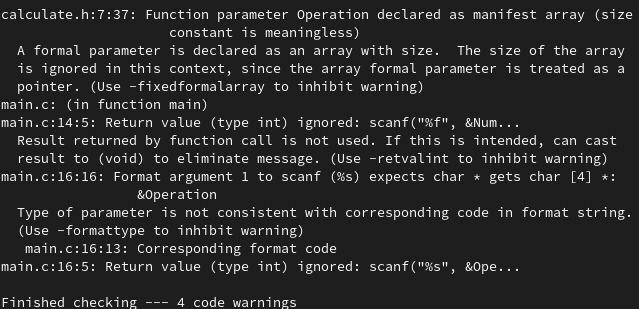 calculate.h:7:37: Function parameter Operation declared as manifest array (size
constant is meaningless)
A formal parameter is declared as an array with size.  The size of the array
is ignored in this context, since the array formal parameter is treated as a
pointer. (Use -fixedformalarray to inhibit warning)
main.c: (in function main)
main.c:14:5: Return value (type int) ignored: scanf("%f", &Num...
Result returned by function call is not used. If this is intended, can cast
result to (void) to eliminate message. (Use -retvalint to inhibit warning)
main.c:16:16: Format argument 1 to scanf (%s) expects char * gets char [4] *:
&Operation
Type of parameter is not consistent with corresponding code in format string.
(Use -formattype to inhibit warning)
main.c:16:13: Corresponding format code
main.c:16:5: Return value (type int) ignored: scanf("%s", &Ope...
Finished checking --- 4 code warnings